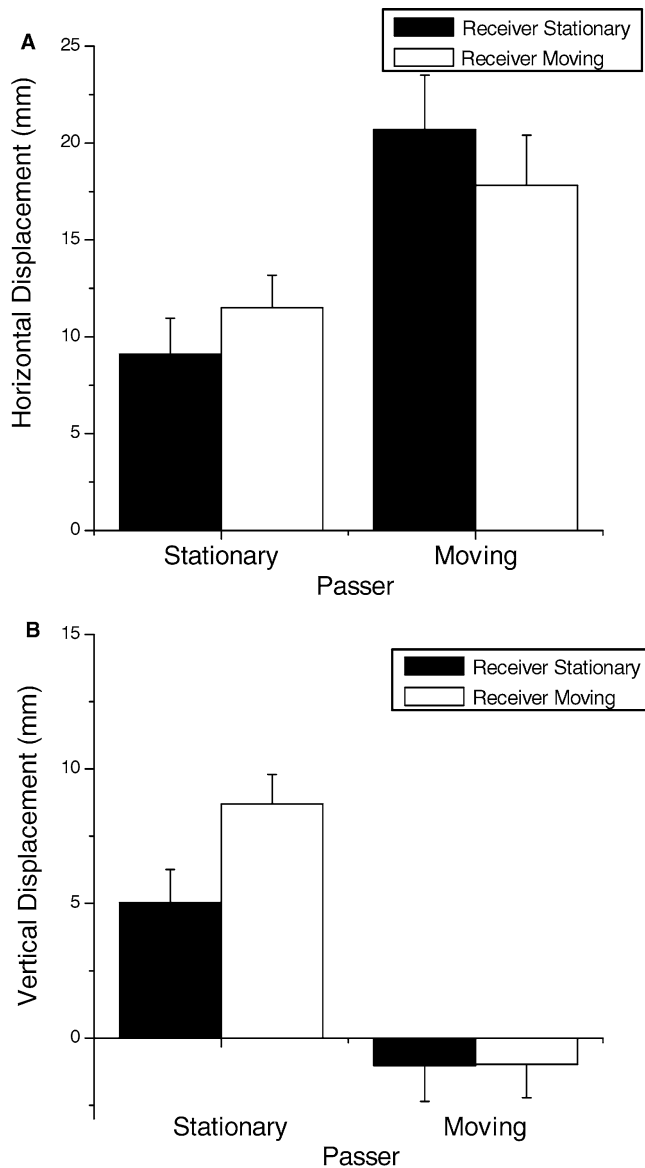 A
Receiver Stationary
Receiver Moving
25
20
15
10
5
0
Horizontal Displacement (mm)
Stationary
Moving
Passer
B
Receiver Stationary
Receiver Moving
15
10
5
0
Vertical Displacement (mm)
Stationary
Moving
Passer